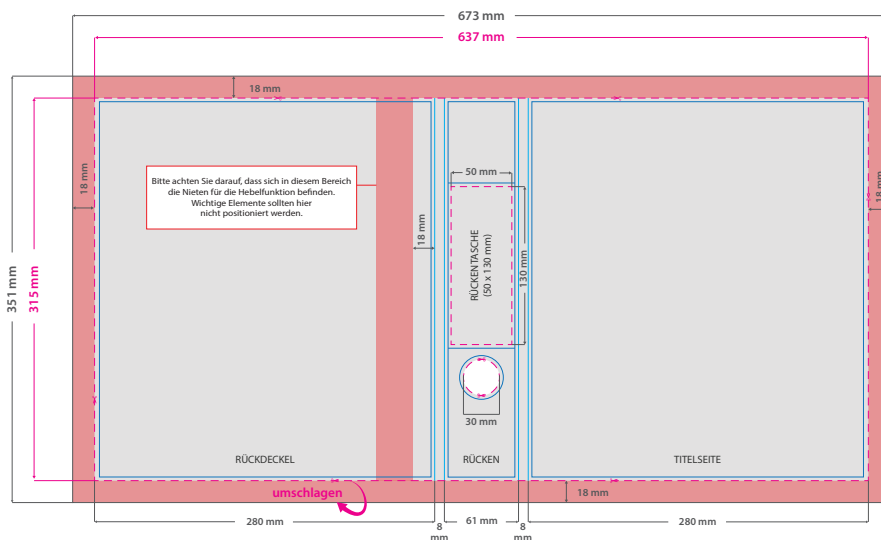 673 mm
637 mm
18 mm
18 mm
Bitte achten Sie darauf, dass sich in diesem Bereich
die Nieten für die Hebelfunktion befinden.
Wichtige Elemente sollten hier
nicht positioniert werden.
50 mm
18 mm
18 mm
RÜCKENTASCHE
(50 x 130 mm)
130 mm
351 mm
315 mm
30 mm
RÜCKDECKEL
RÜCKEN
TITELSEITE
umschlagen
18 mm
280 mm
8
mm
61 mm
8
mm
280 mm